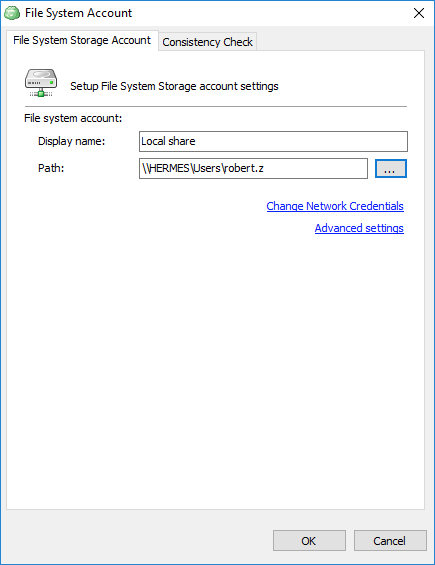 File System Account
File System Storage Account Consistency Check
Setup File System Storage account settings
File system account:
Display name: Local share
Path: \\HERMES\Users\robert.z ...
Change Network Credentials
Advanced settings
OK Cancel